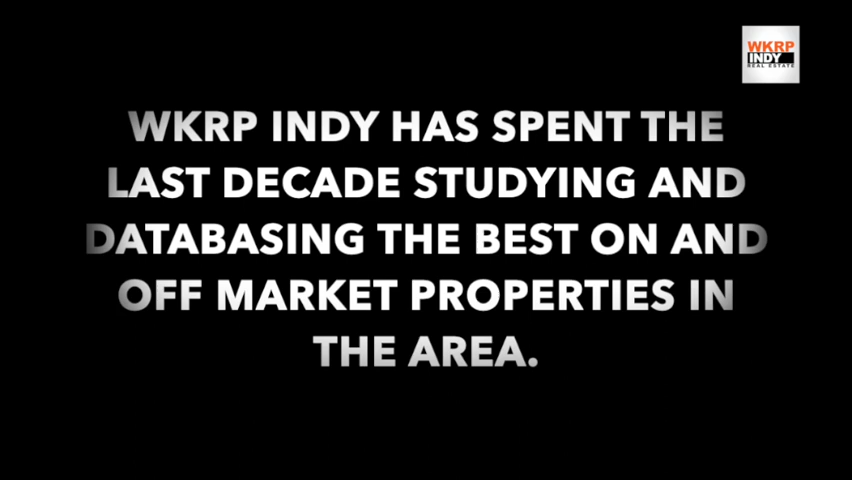 WKRP
INDY
REAL ESTATE
WKRP INDY HAS SPENT THE
LAST DECADE STUDYING AND
DATABASING THE BEST ON AND
OFF MARKET PROPERTIES IN
THE AREA.